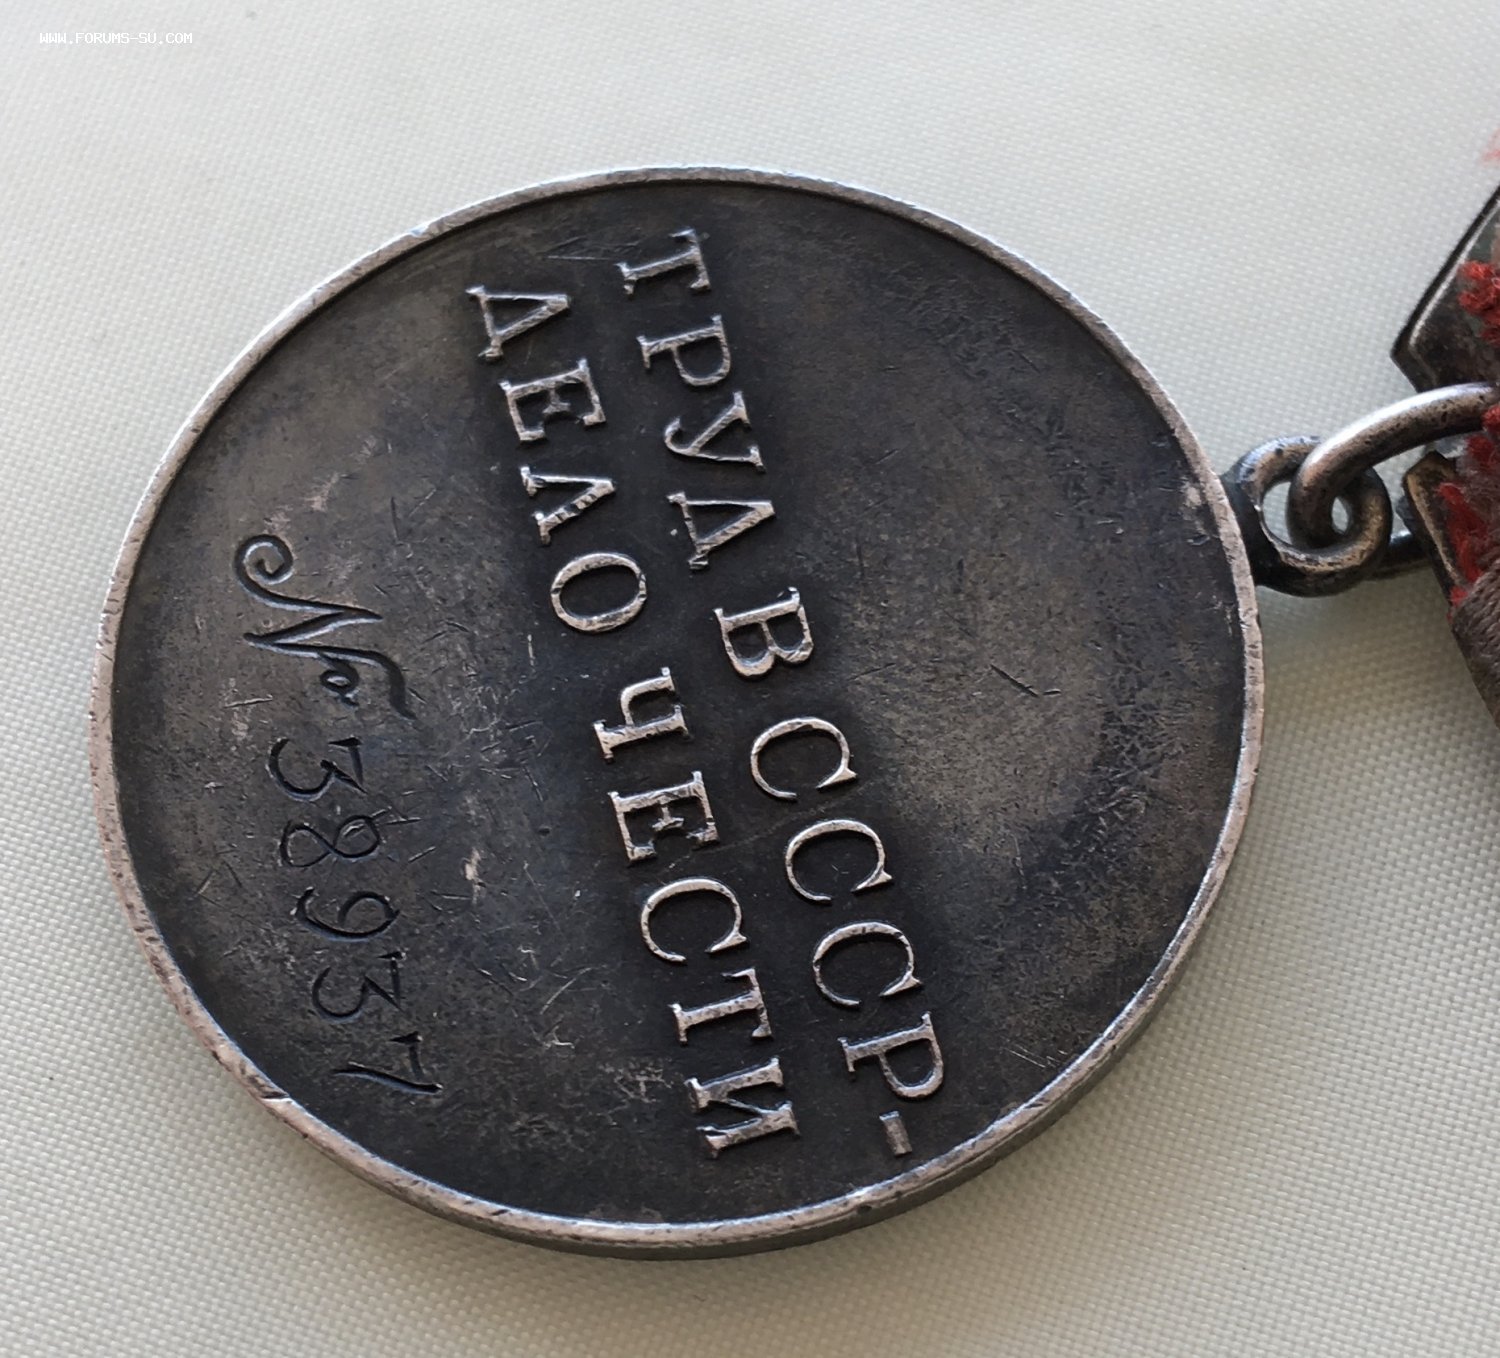 WWW.FORUMS-SU.COM
ТРУД В СССР-
ДЕЛО ЧЕСТИ
№ 38937